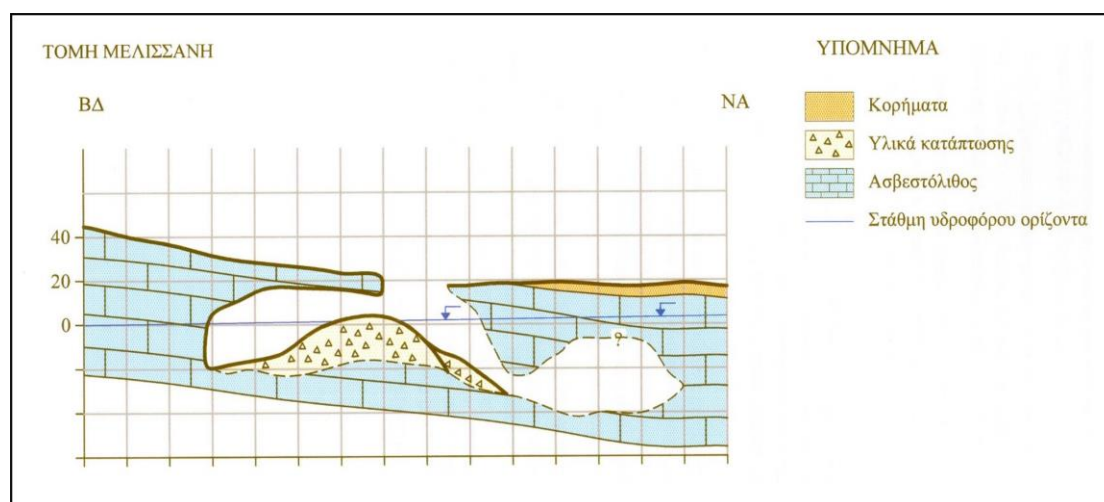 ΤΟΜΗ ΜΕΛΙΣΣΑΝΗ
ΥΠΟΜΝΗΜΑ
ΒΔ
ΝΑ
Κορήματα
Υλικά κατάπτωσης
Ασβεστόλιθος
Στάθμη υδροφόρου ορίζοντα
40
20
0
?